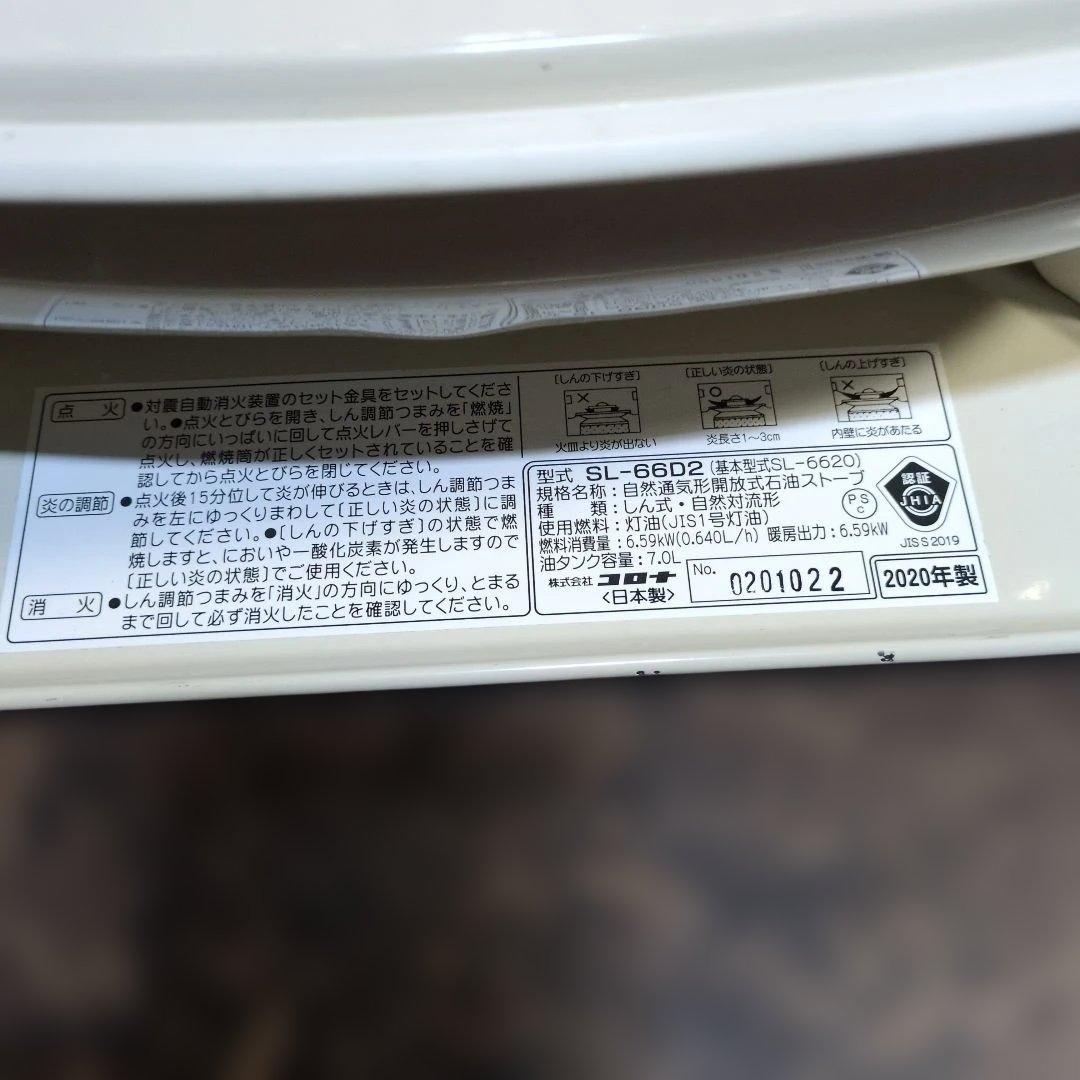 点　火
●対震自動消火装置のセット金具をセットしてくださ
い。●点火とびらを開き、しん調節つまみを「燃焼」
の方向にいっぱいに回して点火レバーを押しさげて
点火し、燃焼筒が正しくセットされていることを確
認してから点火とびらを閉じてください。
炎の調節
●点火後15分位して炎が伸びるときは、しん調節つま
みを左にゆっくりまわして[正しい炎の状態]に調
節してください。●[しんの下げすぎ]の状態で燃
焼しますと、においや一酸化炭素が発生しますので
[正しい炎の状態]でご使用ください。
消　火
●しん調節つまみを「消火」の方向にゆっくり、とまる
まで回して必ず消火したことを確認してください。
[しんの下げすぎ]
火皿より炎が出ない
[正しい炎の状態]
炎長さ1~3cm
[しんの上げすぎ]
内壁に炎があたる
型式 SL-66D2 (基本型式SL-6620)
規格名称:自然通気形開放式石油ストーブ
種　類:しん式・自然対流形
使用燃料:灯油(JIS1号灯油)
燃料消費量:6.59kW(0.640L/h) 暖房出力:6.59kW
油タンク容量:7.0L
株式会社 コロナ
<日本製>
No. 0201022
2020年製
PS
C
認証
JHIA
JIS S 2019